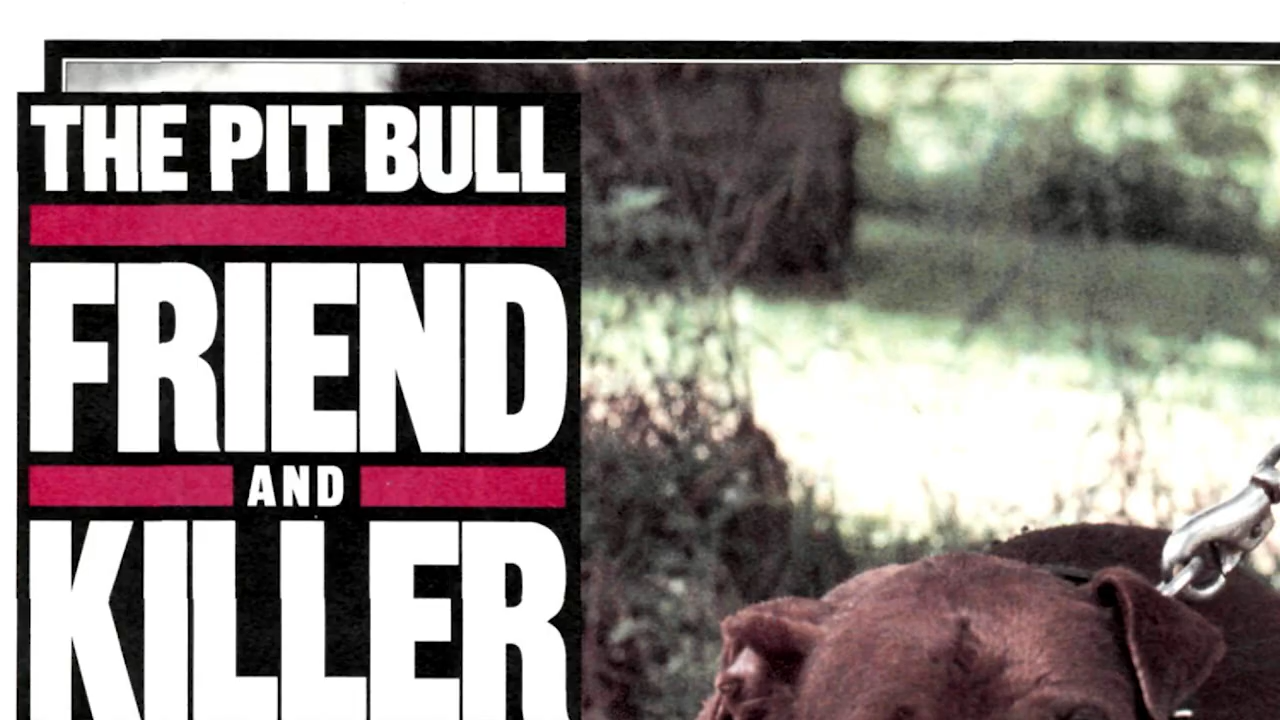 THE PIT BULL
FRIEND
AND
KILLER